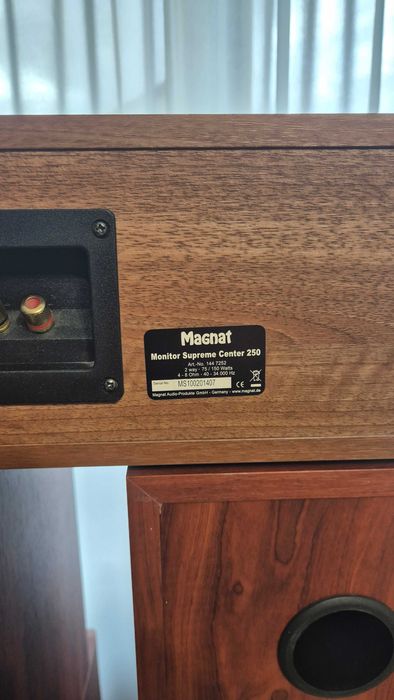 Magnat
Monitor Supreme Center 250
Art.-No. 144 7252
2 way - 75 / 150 Watts
4 - 8 Ohm - 40 - 34 000 Hz
Serial No.: MS100201407
Magnat Audio-Produkte GmbH - Germany - www.magnat.de